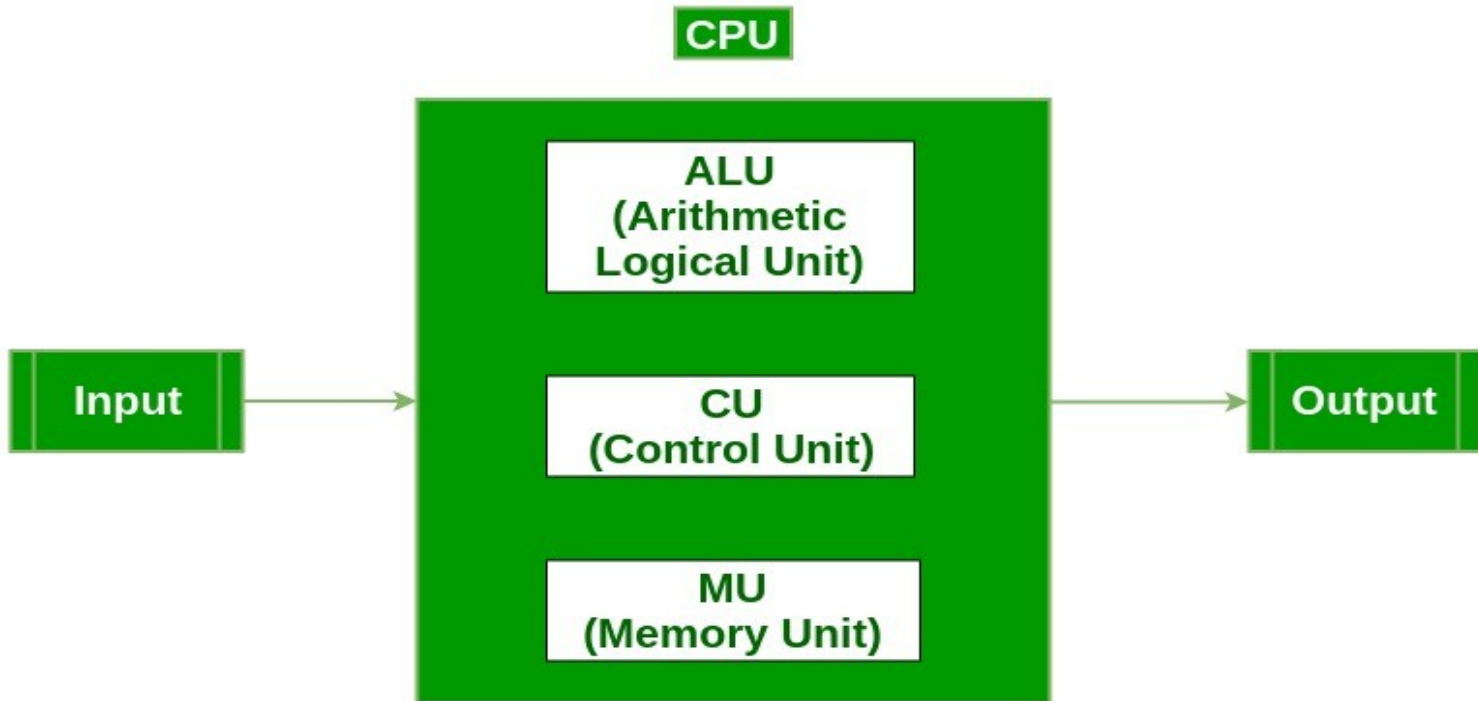 CPU
ALU
(Arithmetic
Logical Unit)
Input
CU
(Control Unit)
Output
MU
(Memory Unit)